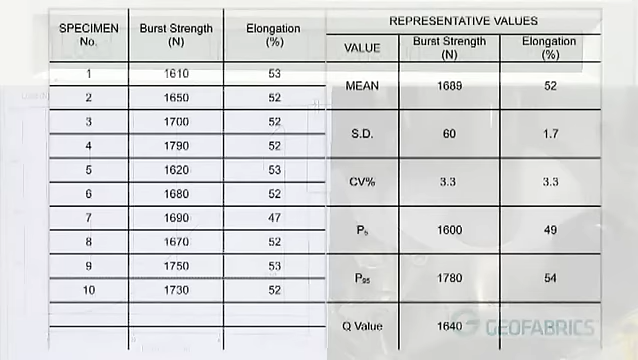 SPECIMEN No. Burst Strength (N) Elongation (%)
1 1610 53
2 1650 52
3 1700 52
4 1790 52
5 1620 53
6 1680 52
7 1690 47
8 1670 52
9 1750 53
10 1730 52
REPRESENTATIVE VALUES
VALUE Burst Strength (N) Elongation (%)
MEAN 1689 52
S.D. 60 1.7
CV% 3.3 3.3
P₅ 1600 49
P₉₅ 1780 54
Q Value 1640
GEOFABRICS